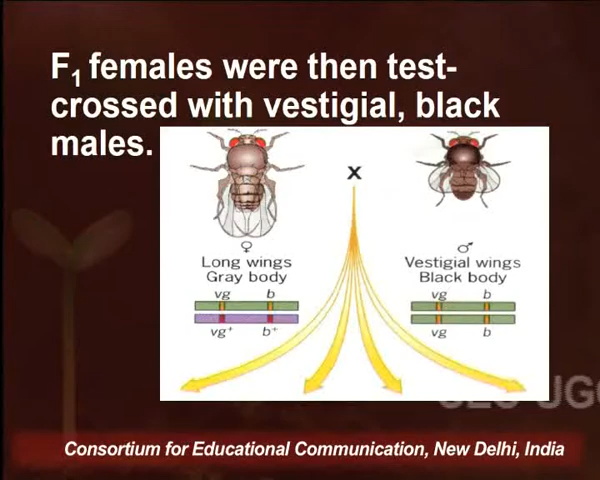 F1 females were then test-
crossed with vestigial, black
males.
x
♀ ♂
Long wings Vestigial wings
Gray body Black body
vg b vg b
vg+ b+ vg b
Consortium for Educational Communication, New Delhi, India